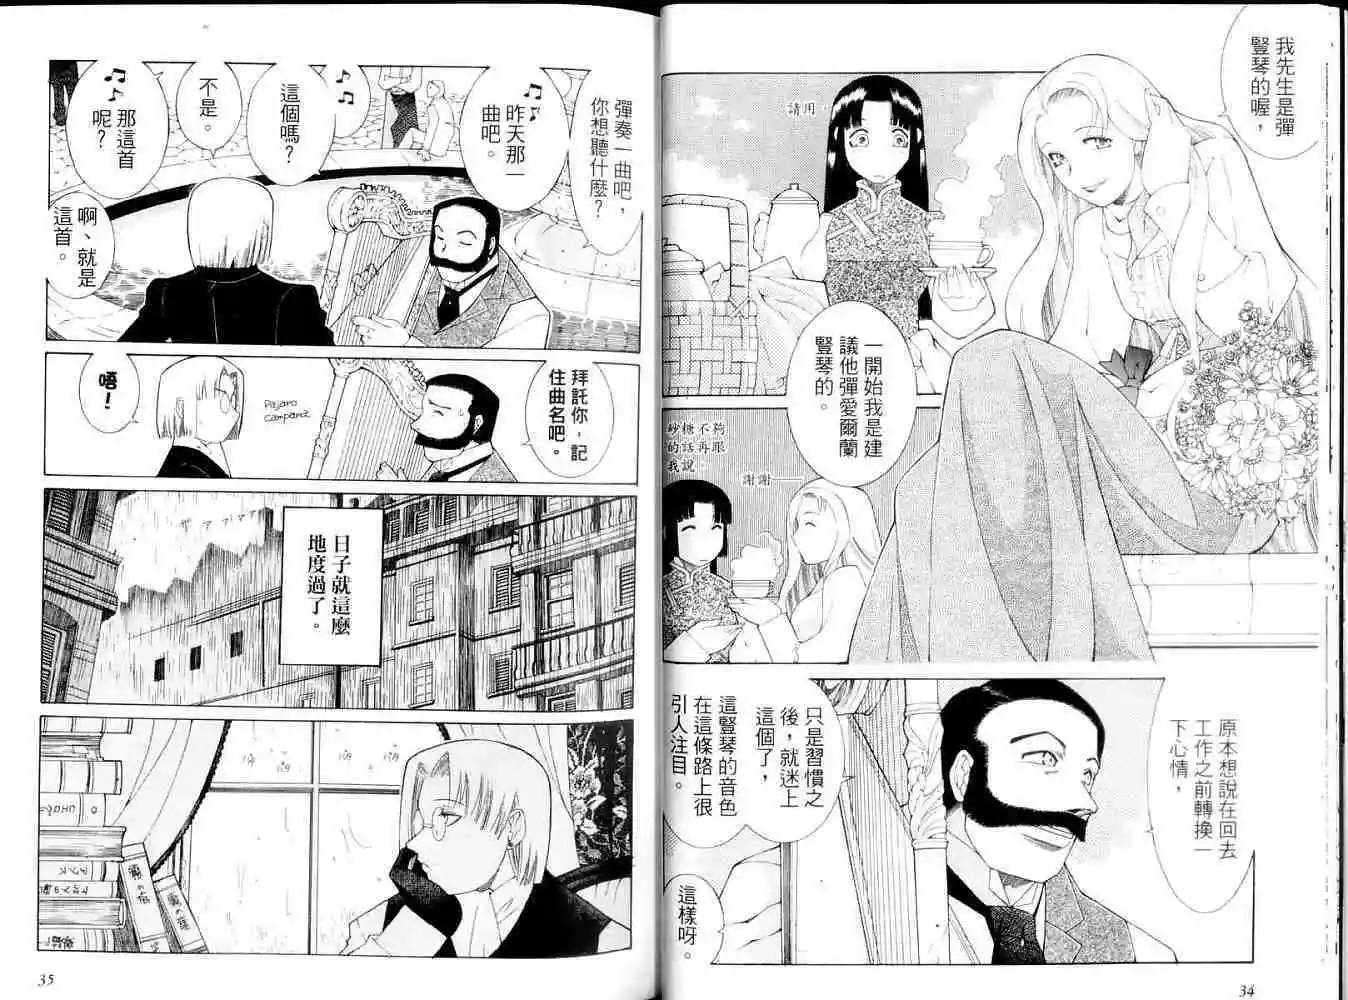 我先生是彈
豎琴的喔，
請用。
一開始我是建
議他彈愛爾蘭
豎琴的。
砂糖不夠
的話再跟
我說。
謝謝——
原本想說在回去
工作之前轉換一
下心情，
只是習慣之
後，就迷上
這個了，
這豎琴的音色
在這條路上很
引人注目。
這樣呀。
34
彈奏一曲吧，
你想聽什麼？
昨天那一
曲吧。
這個嗎？
不是。
那這首
呢？
啊、就是
這首。
拜託你，記
住曲名吧。
Pajaro
Campana
唔！
日子就這麼
地度過了。
35